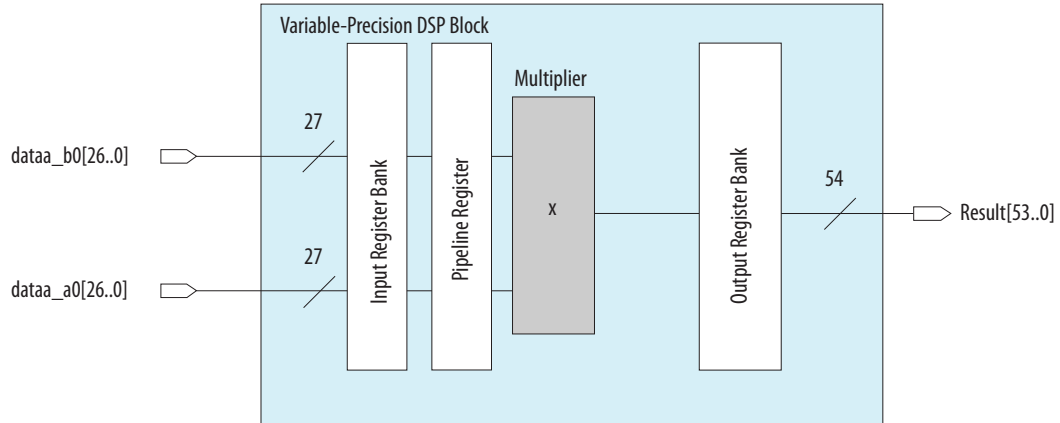 Variable-Precision DSP Block
Multiplier
27
dataa_b0[26..0]
27
dataa_a0[26..0]
Input Register Bank
Pipeline Register
x
Output Register Bank
54
Result[53..0]